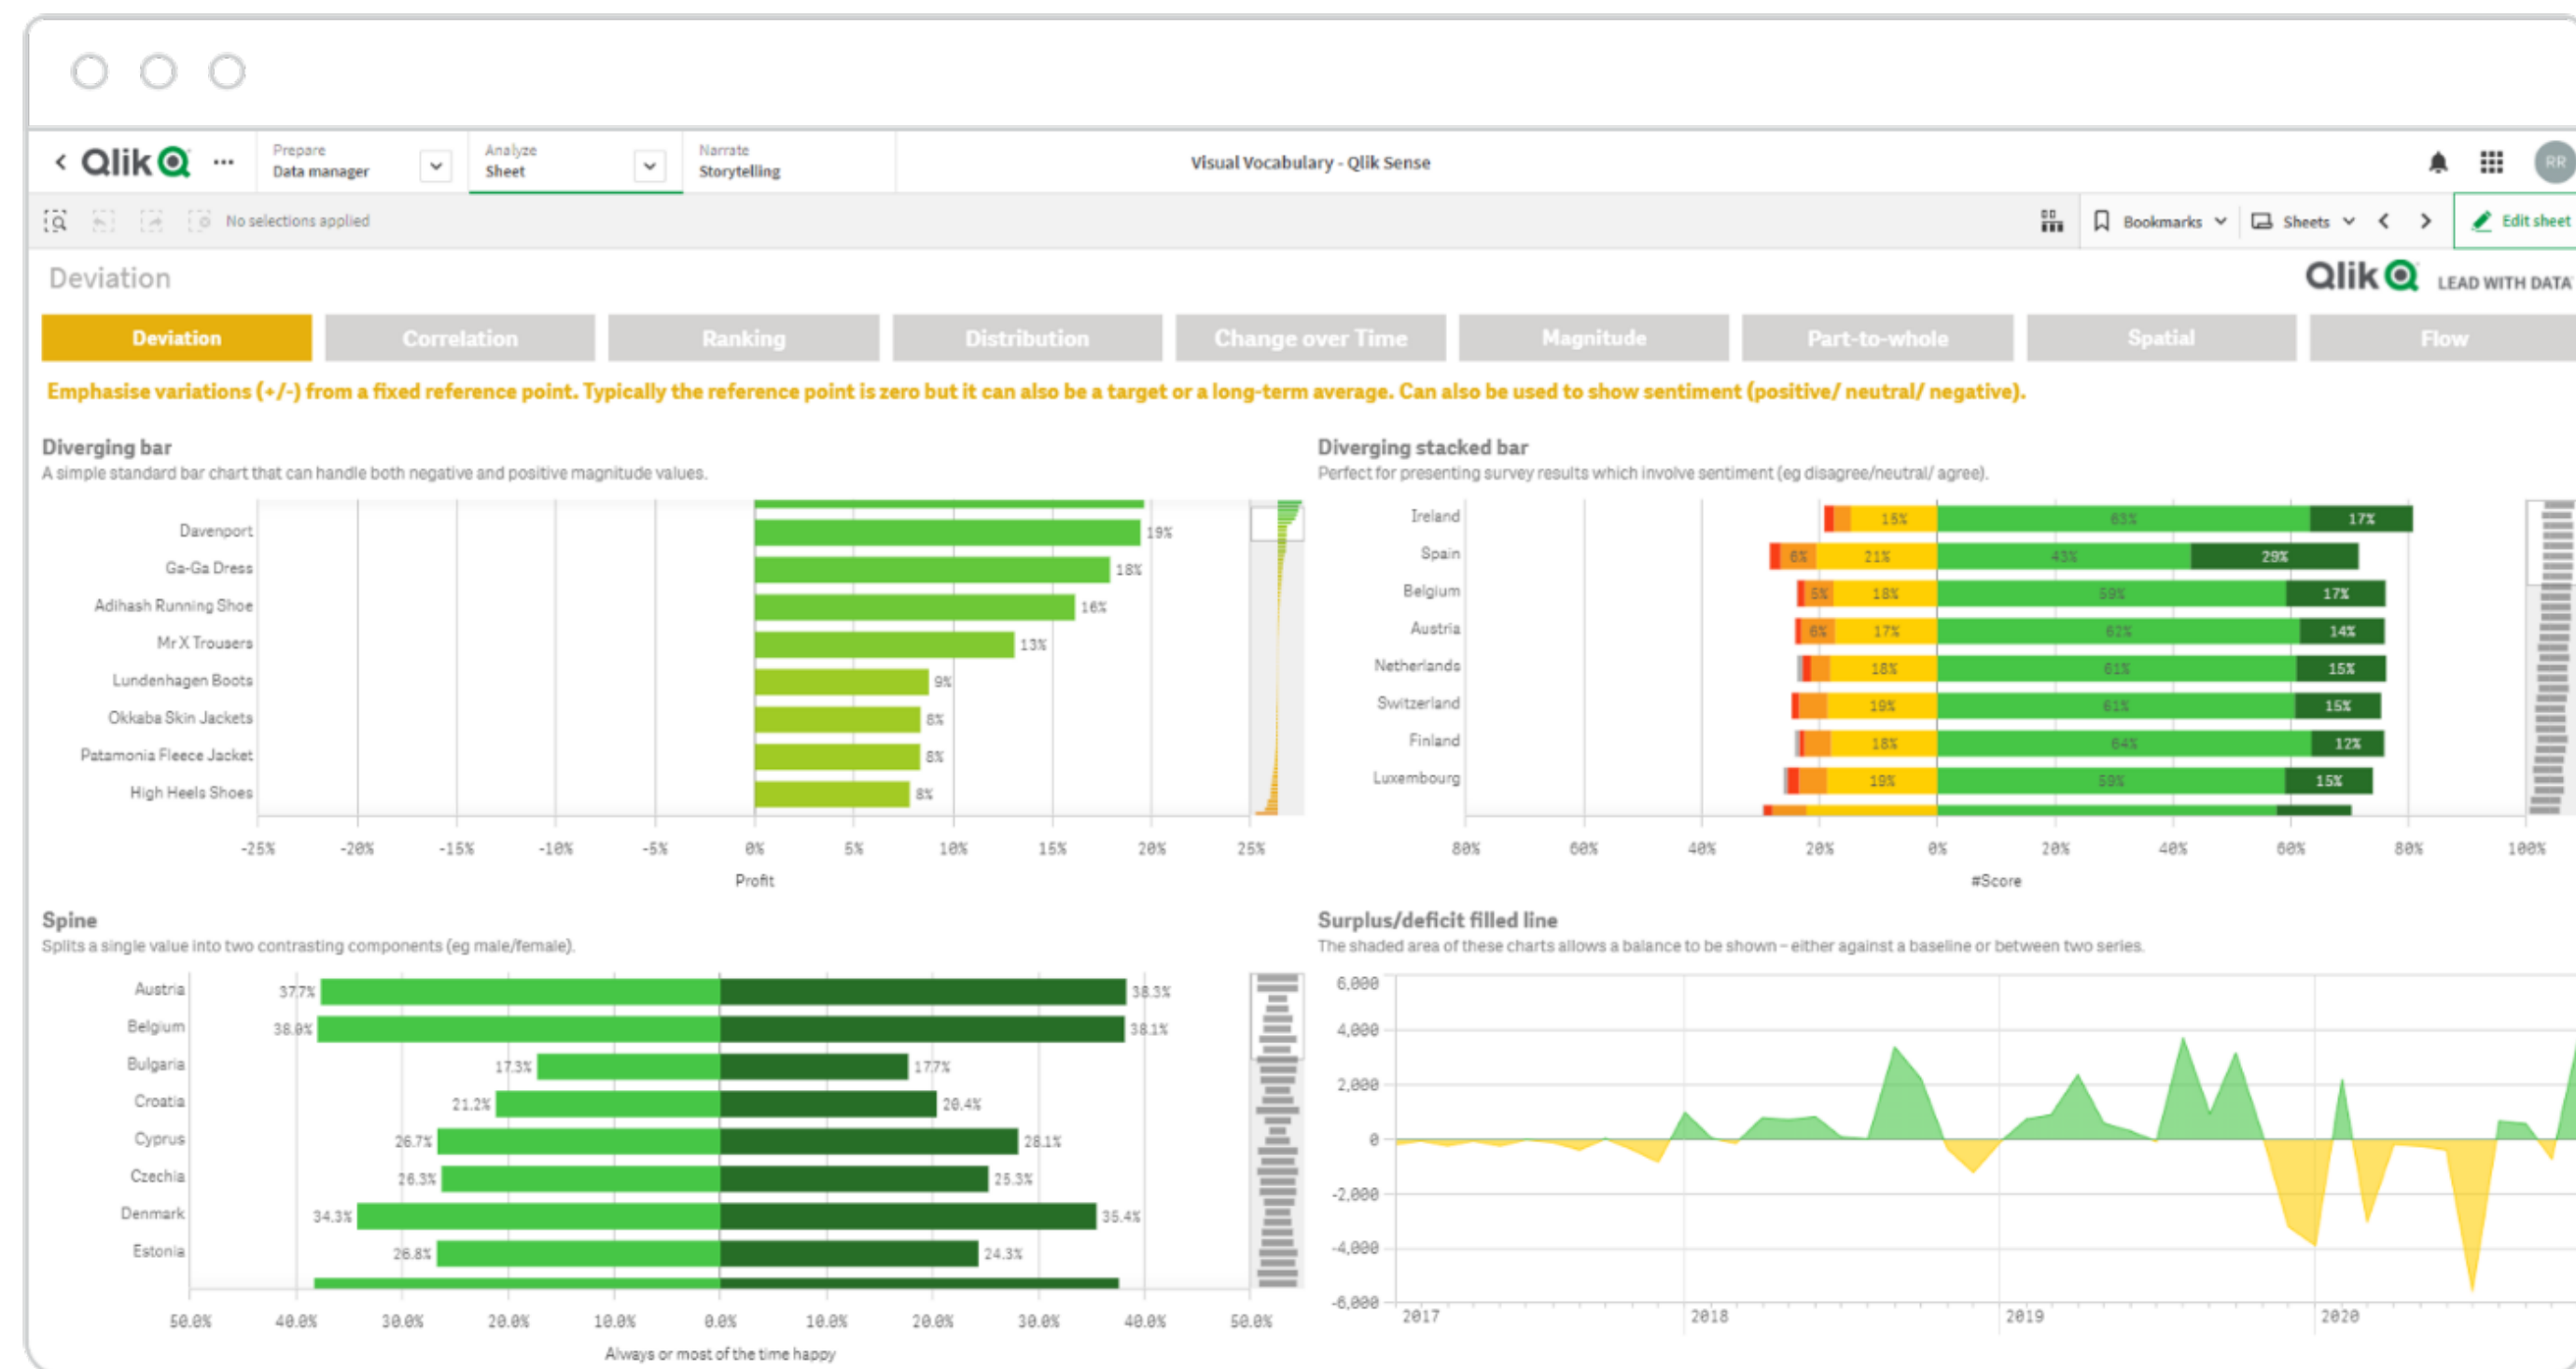 Qlik
Prepare
Data manager
Analyze
Sheet
Narrate
Storytelling
Visual Vocabulary - Qlik Sense
RR
No selections applied
Bookmarks
Sheets
Edit sheet
Deviation
Qlik LEAD WITH DATA
Deviation Correlation Ranking Distribution Change over Time Magnitude Part-to-whole Spatial Flow
Emphasise variations (+/-) from a fixed reference point. Typically the reference point is zero but it can also be a target or a long-term average. Can also be used to show sentiment (positive/ neutral/ negative).
Diverging bar
A simple standard bar chart that can handle both negative and positive magnitude values.
Davenport 19%
Ga-Ga Dress 18%
Adihash Running Shoe 16%
Mr X Trousers 13%
Lundenhagen Boots 9%
Okkaba Skin Jackets 8%
Patamonia Fleece Jacket 8%
High Heels Shoes 8%
-25% -20% -15% -10% -5% 0% 5% 10% 15% 20% 25%
Profit
Diverging stacked bar
Perfect for presenting survey results which involve sentiment (eg disagree/neutral/ agree).
Ireland 15% 63% 17%
Spain 6% 21% 43% 29%
Belgium 5% 18% 59% 17%
Austria 6% 17% 62% 14%
Netherlands 18% 61% 15%
Switzerland 19% 61% 15%
Finland 18% 64% 12%
Luxembourg 19% 59% 15%
80% 60% 40% 20% 0% 20% 40% 60% 80% 100%
#Score
Spine
Splits a single value into two contrasting components (eg male/female).
Austria 37.7% 38.3%
Belgium 38.0% 38.1%
Bulgaria 17.3% 17.7%
Croatia 21.2% 20.4%
Cyprus 26.7% 28.1%
Czechia 26.3% 25.3%
Denmark 34.3% 35.4%
Estonia 26.8% 24.3%
50.0% 40.0% 30.0% 20.0% 10.0% 0.0% 10.0% 20.0% 30.0% 40.0% 50.0%
Always or most of the time happy
Surplus/deficit filled line
The shaded area of these charts allows a balance to be shown – either against a baseline or between two series.
6,000
4,000
2,000
0
-2,000
-4,000
-6,000
2017 2018 2019 2020